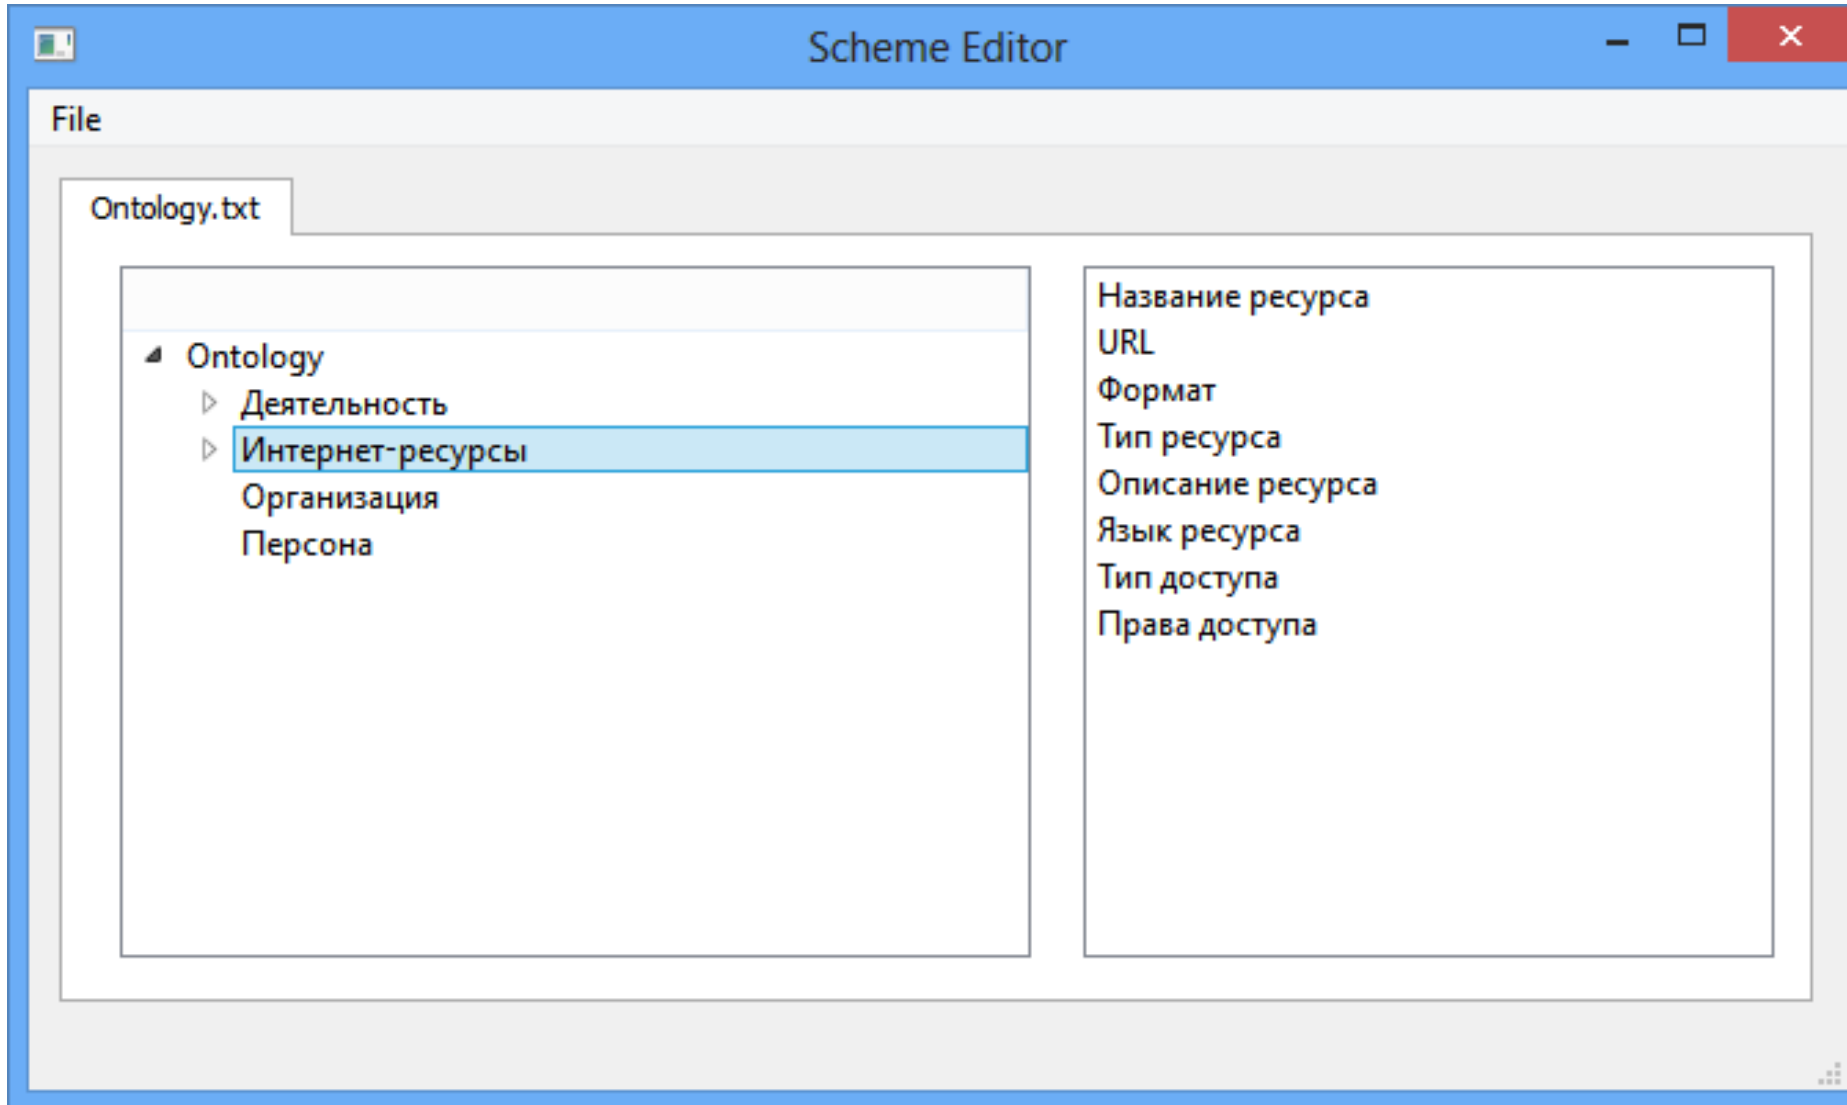 Scheme Editor
File
Ontology.txt
Ontology
Деятельность
Интернет-ресурсы
Организация
Персона
Название ресурса
URL
Формат
Тип ресурса
Описание ресурса
Язык ресурса
Тип доступа
Права доступа